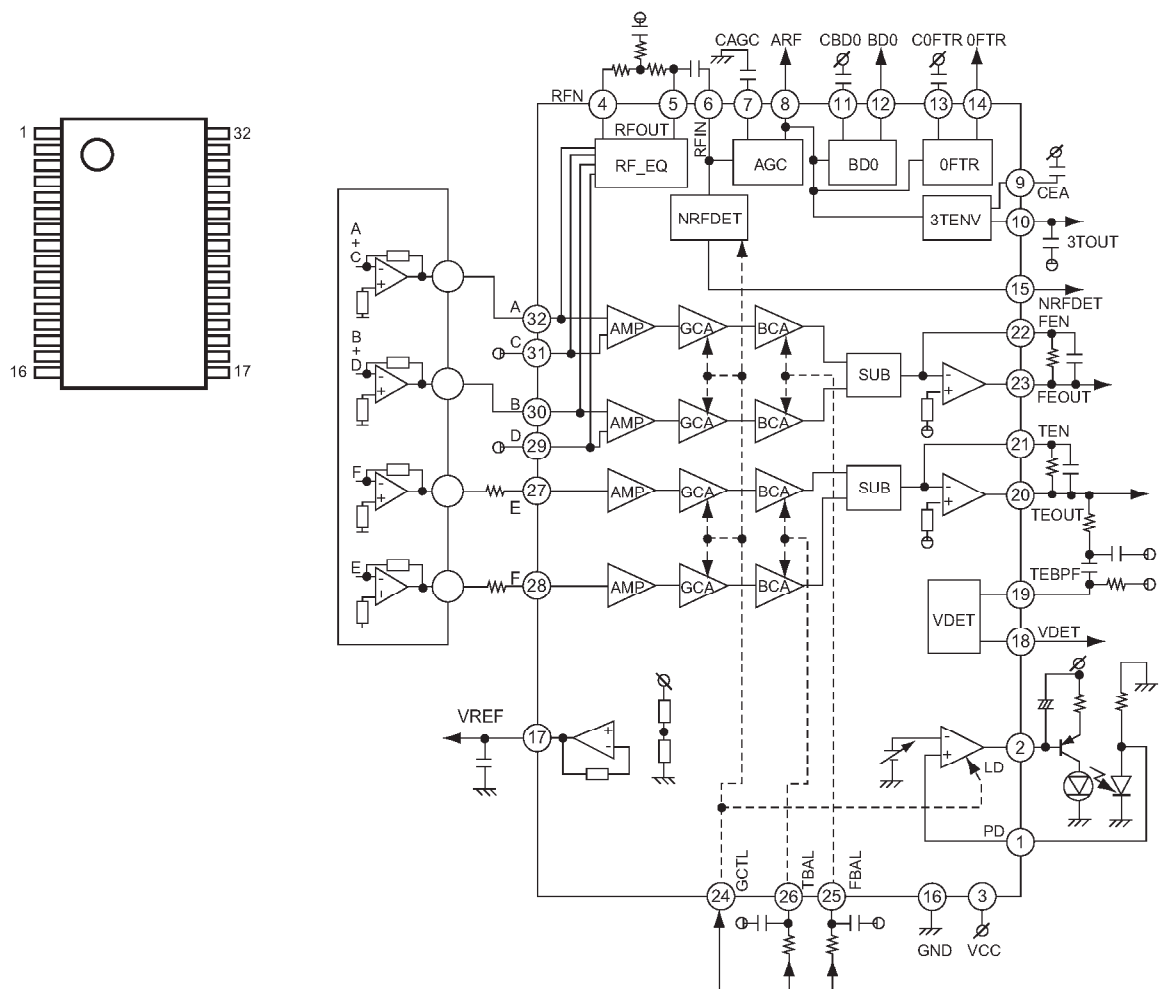 1
32
16
17
CAGC ARF CBD0 BD0 C0FTR 0FTR
RFN 4 5 6 7 8 11 12 13 14
RFOUT
RFIN
RF_EQ
AGC
BD0
0FTR
9
CEA
NRFDET
3TENV
10
3TOUT
15
NRFDET
A
+
C
-
+
A
32
C
31
AMP
GCA
BCA
22
FEN
SUB
-
+
23
FEOUT
B
+
D
-
+
B
30
D
29
AMP
GCA
BCA
21
TEN
F
-
+
27
E
AMP
GCA
BCA
SUB
-
+
20
TEOUT
E
-
+
F
28
AMP
GCA
BCA
TEBPF
19
VDET
18
VDET
VREF
17
+
-
-
+
LD
2
PD
1
GCTL
TBAL
FBAL
24
26
25
16
3
GND
VCC